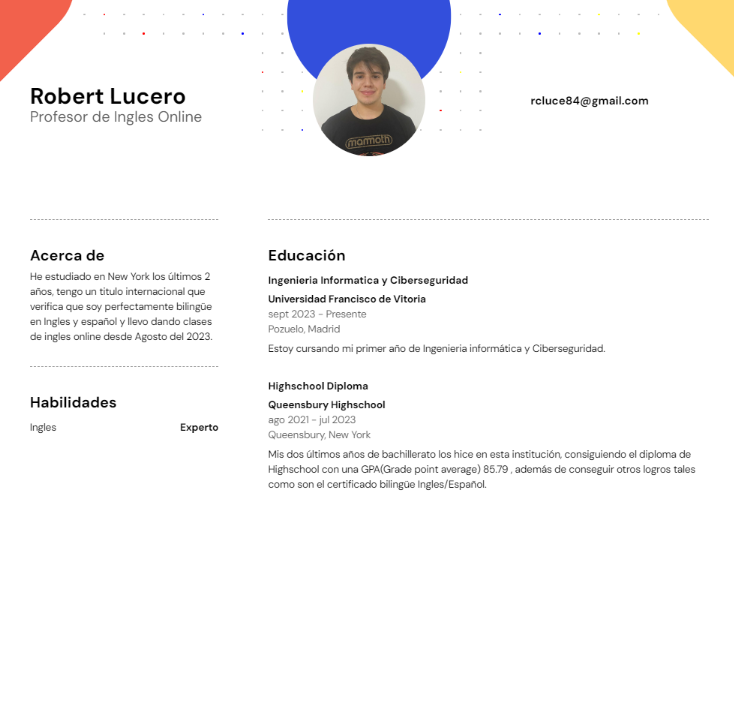 Robert Lucero
Profesor de Ingles Online
rcluce84@gmail.com
mammoth
Acerca de
He estudiado en New York los últimos 2
años, tengo un titulo internacional que
verifica que soy perfectamente bilingüe
en Ingles y español y llevo dando clases
de ingles online desde Agosto del 2023.
Habilidades
Ingles Experto
Educación
Ingenieria Informatica y Ciberseguridad
Universidad Francisco de Vitoria
sept 2023 - Presente
Pozuelo, Madrid
Estoy cursando mi primer año de Ingenieria informática y Ciberseguridad.
Highschool Diploma
Queensbury Highschool
ago 2021 - jul 2023
Queensbury, New York
Mis dos últimos años de bachillerato los hice en esta institución, consiguiendo el diploma de
Highschool con una GPA(Grade point average) 85.79 , además de conseguir otros logros tales
como son el certificado bilingüe Ingles/Español.